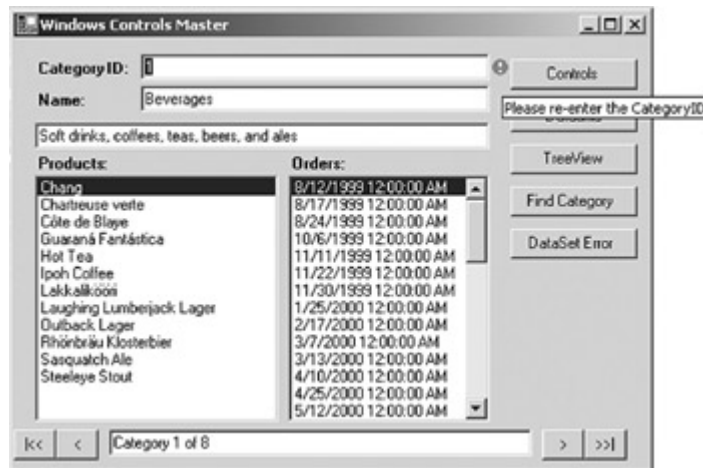 Windows Controls Master
Category ID: 1
Controls
Name: Beverages
Please re-enter the CategoryID
Soft drinks, coffees, teas, beers, and ales
TreeView
Products:
Orders:
Find Category
DataSet Error
Chang
Chartreuse verte
Côte de Blaye
Guaraná Fantástica
Hot Tea
Ipoh Coffee
Lakkalikööri
Laughing Lumberjack Lager
Outback Lager
Rhönbräu Klosterbier
Sasquatch Ale
Steeleye Stout
8/12/1999 12:00:00 AM
8/17/1999 12:00:00 AM
8/24/1999 12:00:00 AM
10/6/1999 12:00:00 AM
11/11/1999 12:00:00 AM
11/22/1999 12:00:00 AM
11/30/1999 12:00:00 AM
1/25/2000 12:00:00 AM
2/17/2000 12:00:00 AM
3/7/2000 12:00:00 AM
3/13/2000 12:00:00 AM
4/10/2000 12:00:00 AM
4/25/2000 12:00:00 AM
5/12/2000 12:00:00 AM
|<<
<
Category 1 of 8
>
>>|